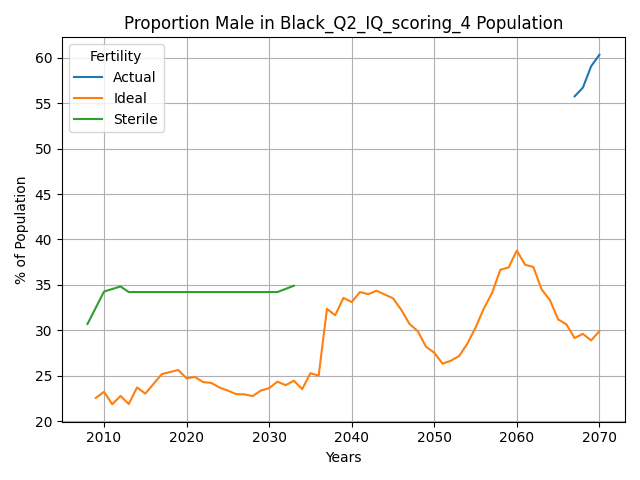 Proportion Male in Black_Q2_IQ_scoring_4 Population
Fertility
Actual
Ideal
Sterile
% of Population
60
55
50
45
40
35
30
25
20
2010 2020 2030 2040 2050 2060 2070
Years